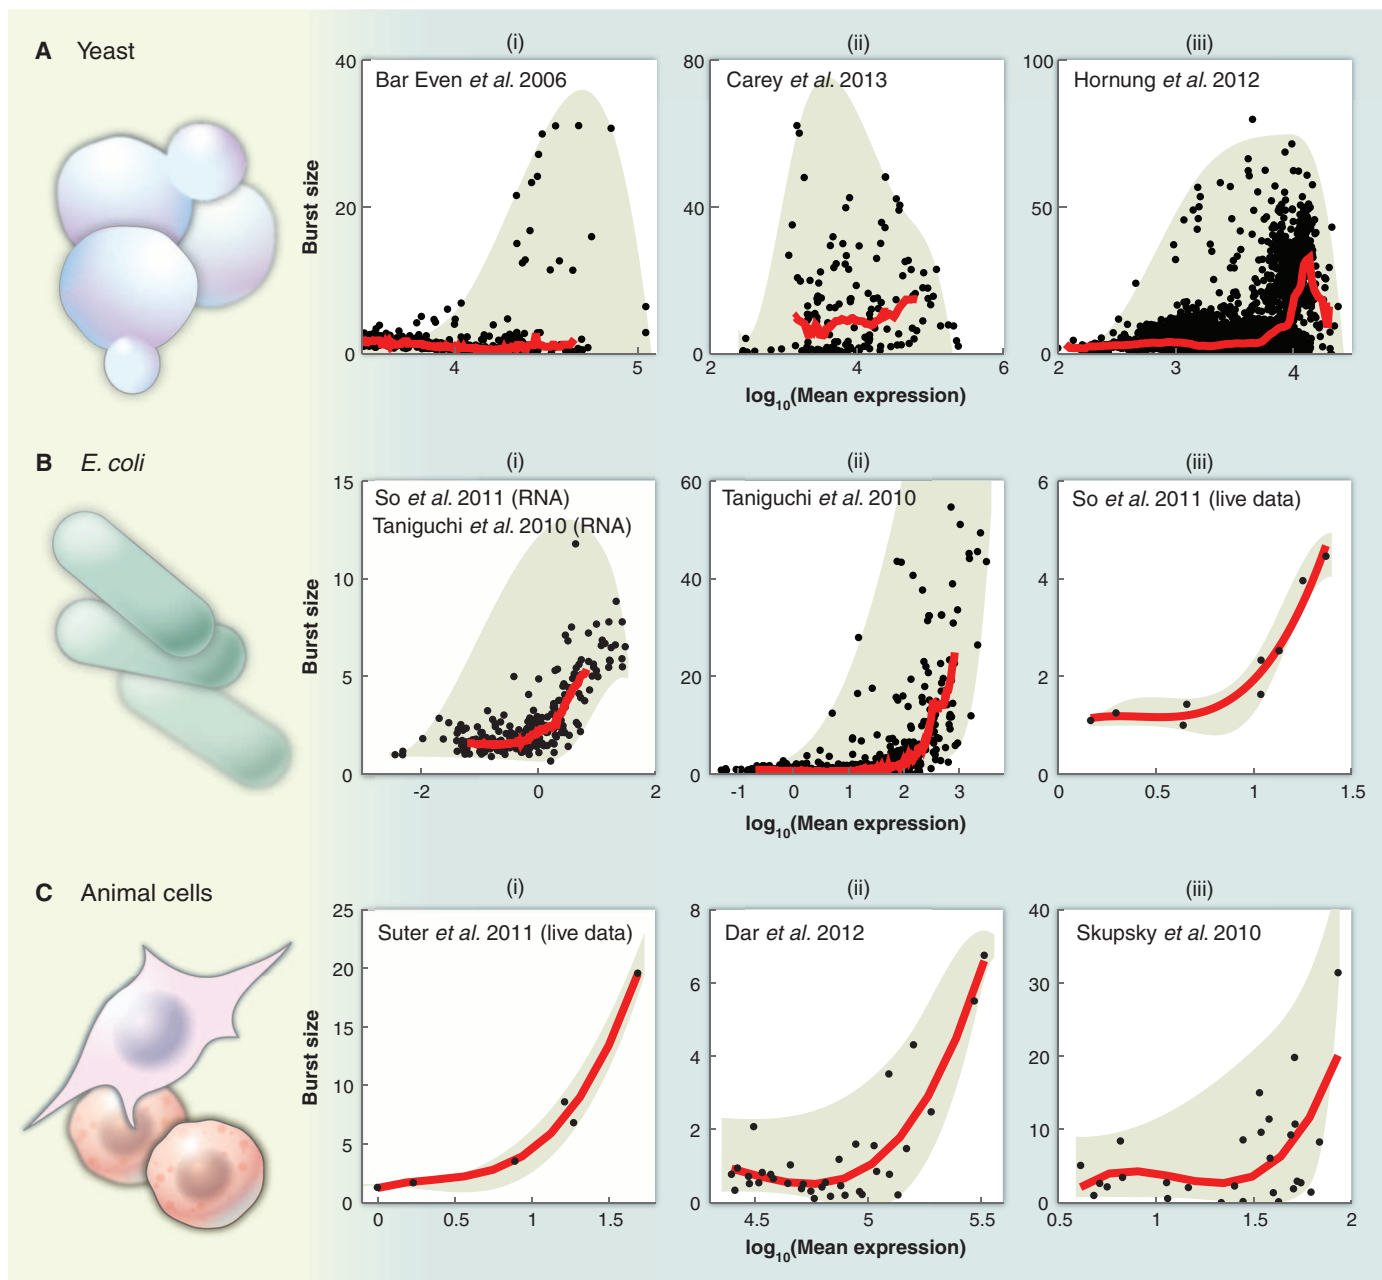 A Yeast
(i)
(ii)
(iii)
Bar Even et al. 2006
Carey et al. 2013
Hornung et al. 2012
Burst size
40
20
0
4
5
80
40
0
2
4
6
100
50
0
2
3
4
log10(Mean expression)
B E. coli
(i)
(ii)
(iii)
So et al. 2011 (RNA)
Taniguchi et al. 2010 (RNA)
Taniguchi et al. 2010
So et al. 2011 (live data)
Burst size
15
10
5
0
-2
0
2
60
40
20
0
-1
0
1
2
3
6
4
2
0
0
0.5
1
1.5
log10(Mean expression)
C Animal cells
(i)
(ii)
(iii)
Suter et al. 2011 (live data)
Dar et al. 2012
Skupsky et al. 2010
Burst size
25
20
15
10
5
0
0
0.5
1
1.5
8
6
4
2
0
4.5
5
5.5
40
30
20
10
0
0.5
1
1.5
2
log10(Mean expression)